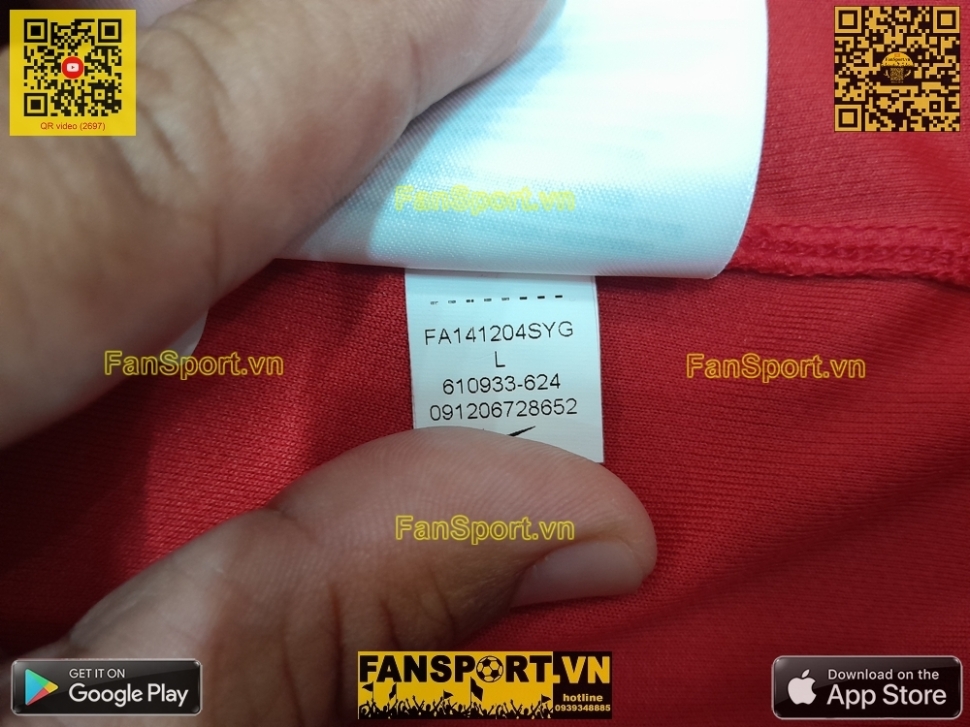 QR video (2697)
FanSport.vn
FA141204SYG
L
610933-624
091206728652
FanSport.vn
FanSport.vn
FanSport.vn
GET IT ON
Google Play
FANSPORT.VN
hotline
0939348885
Download on the
App Store